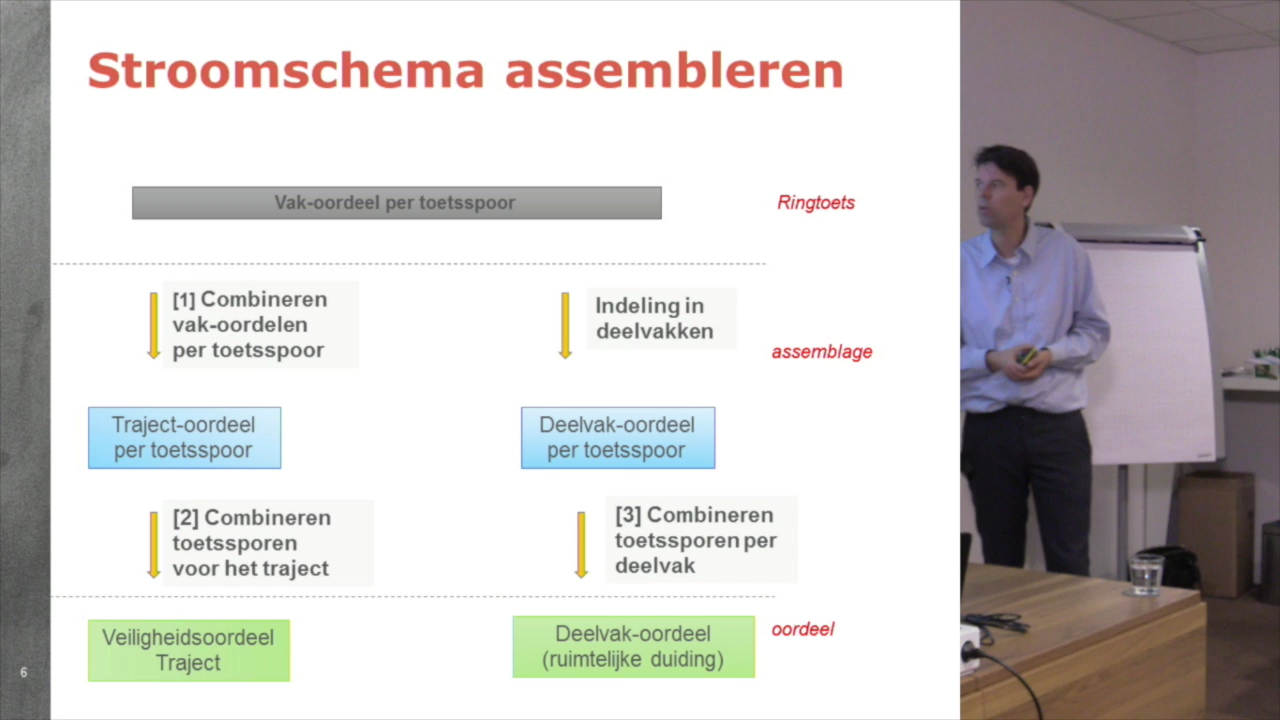 Stroomschema assembleren
Vak-oordeel per toetsspoor
Ringtoets
[1] Combineren
vak-oordelen
per toetsspoor
Indeling in
deelvakken
assemblage
Traject-oordeel
per toetsspoor
Deelvak-oordeel
per toetsspoor
[2] Combineren
toetssporen
voor het traject
[3] Combineren
toetssporen per
deelvak
Veiligheidsoordeel
Traject
Deelvak-oordeel
(ruimtelijke duiding)
oordeel
6